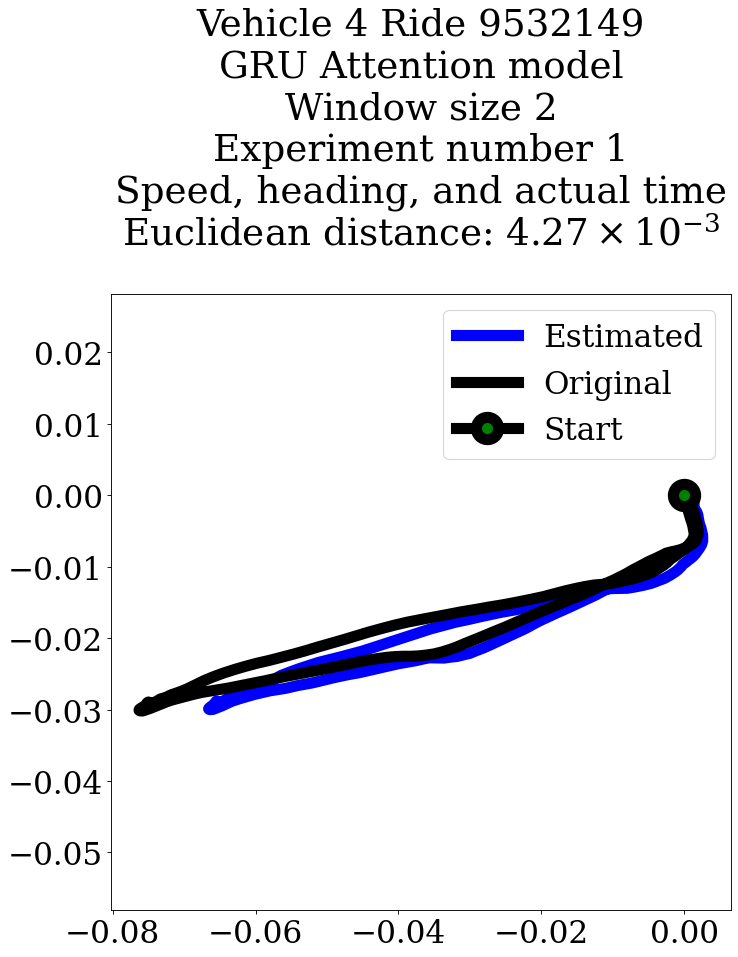 Vehicle 4 Ride 9532149
GRU Attention model
Window size 2
Experiment number 1
Speed, heading, and actual time
Euclidean distance: 4.27 × 10⁻³
Estimated
Original
Start
0.02
0.01
0.00
−0.01
−0.02
−0.03
−0.04
−0.05
−0.08 −0.06 −0.04 −0.02 0.00